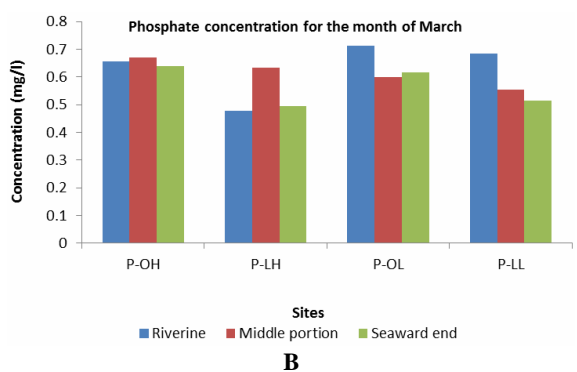 Phosphate concentration for the month of March
Concentration (mg/l)
0.8
0.7
0.6
0.5
0.4
0.3
0.2
0.1
0
P-OH P-LH P-OL P-LL
Sites
Riverine Middle portion Seaward end
B